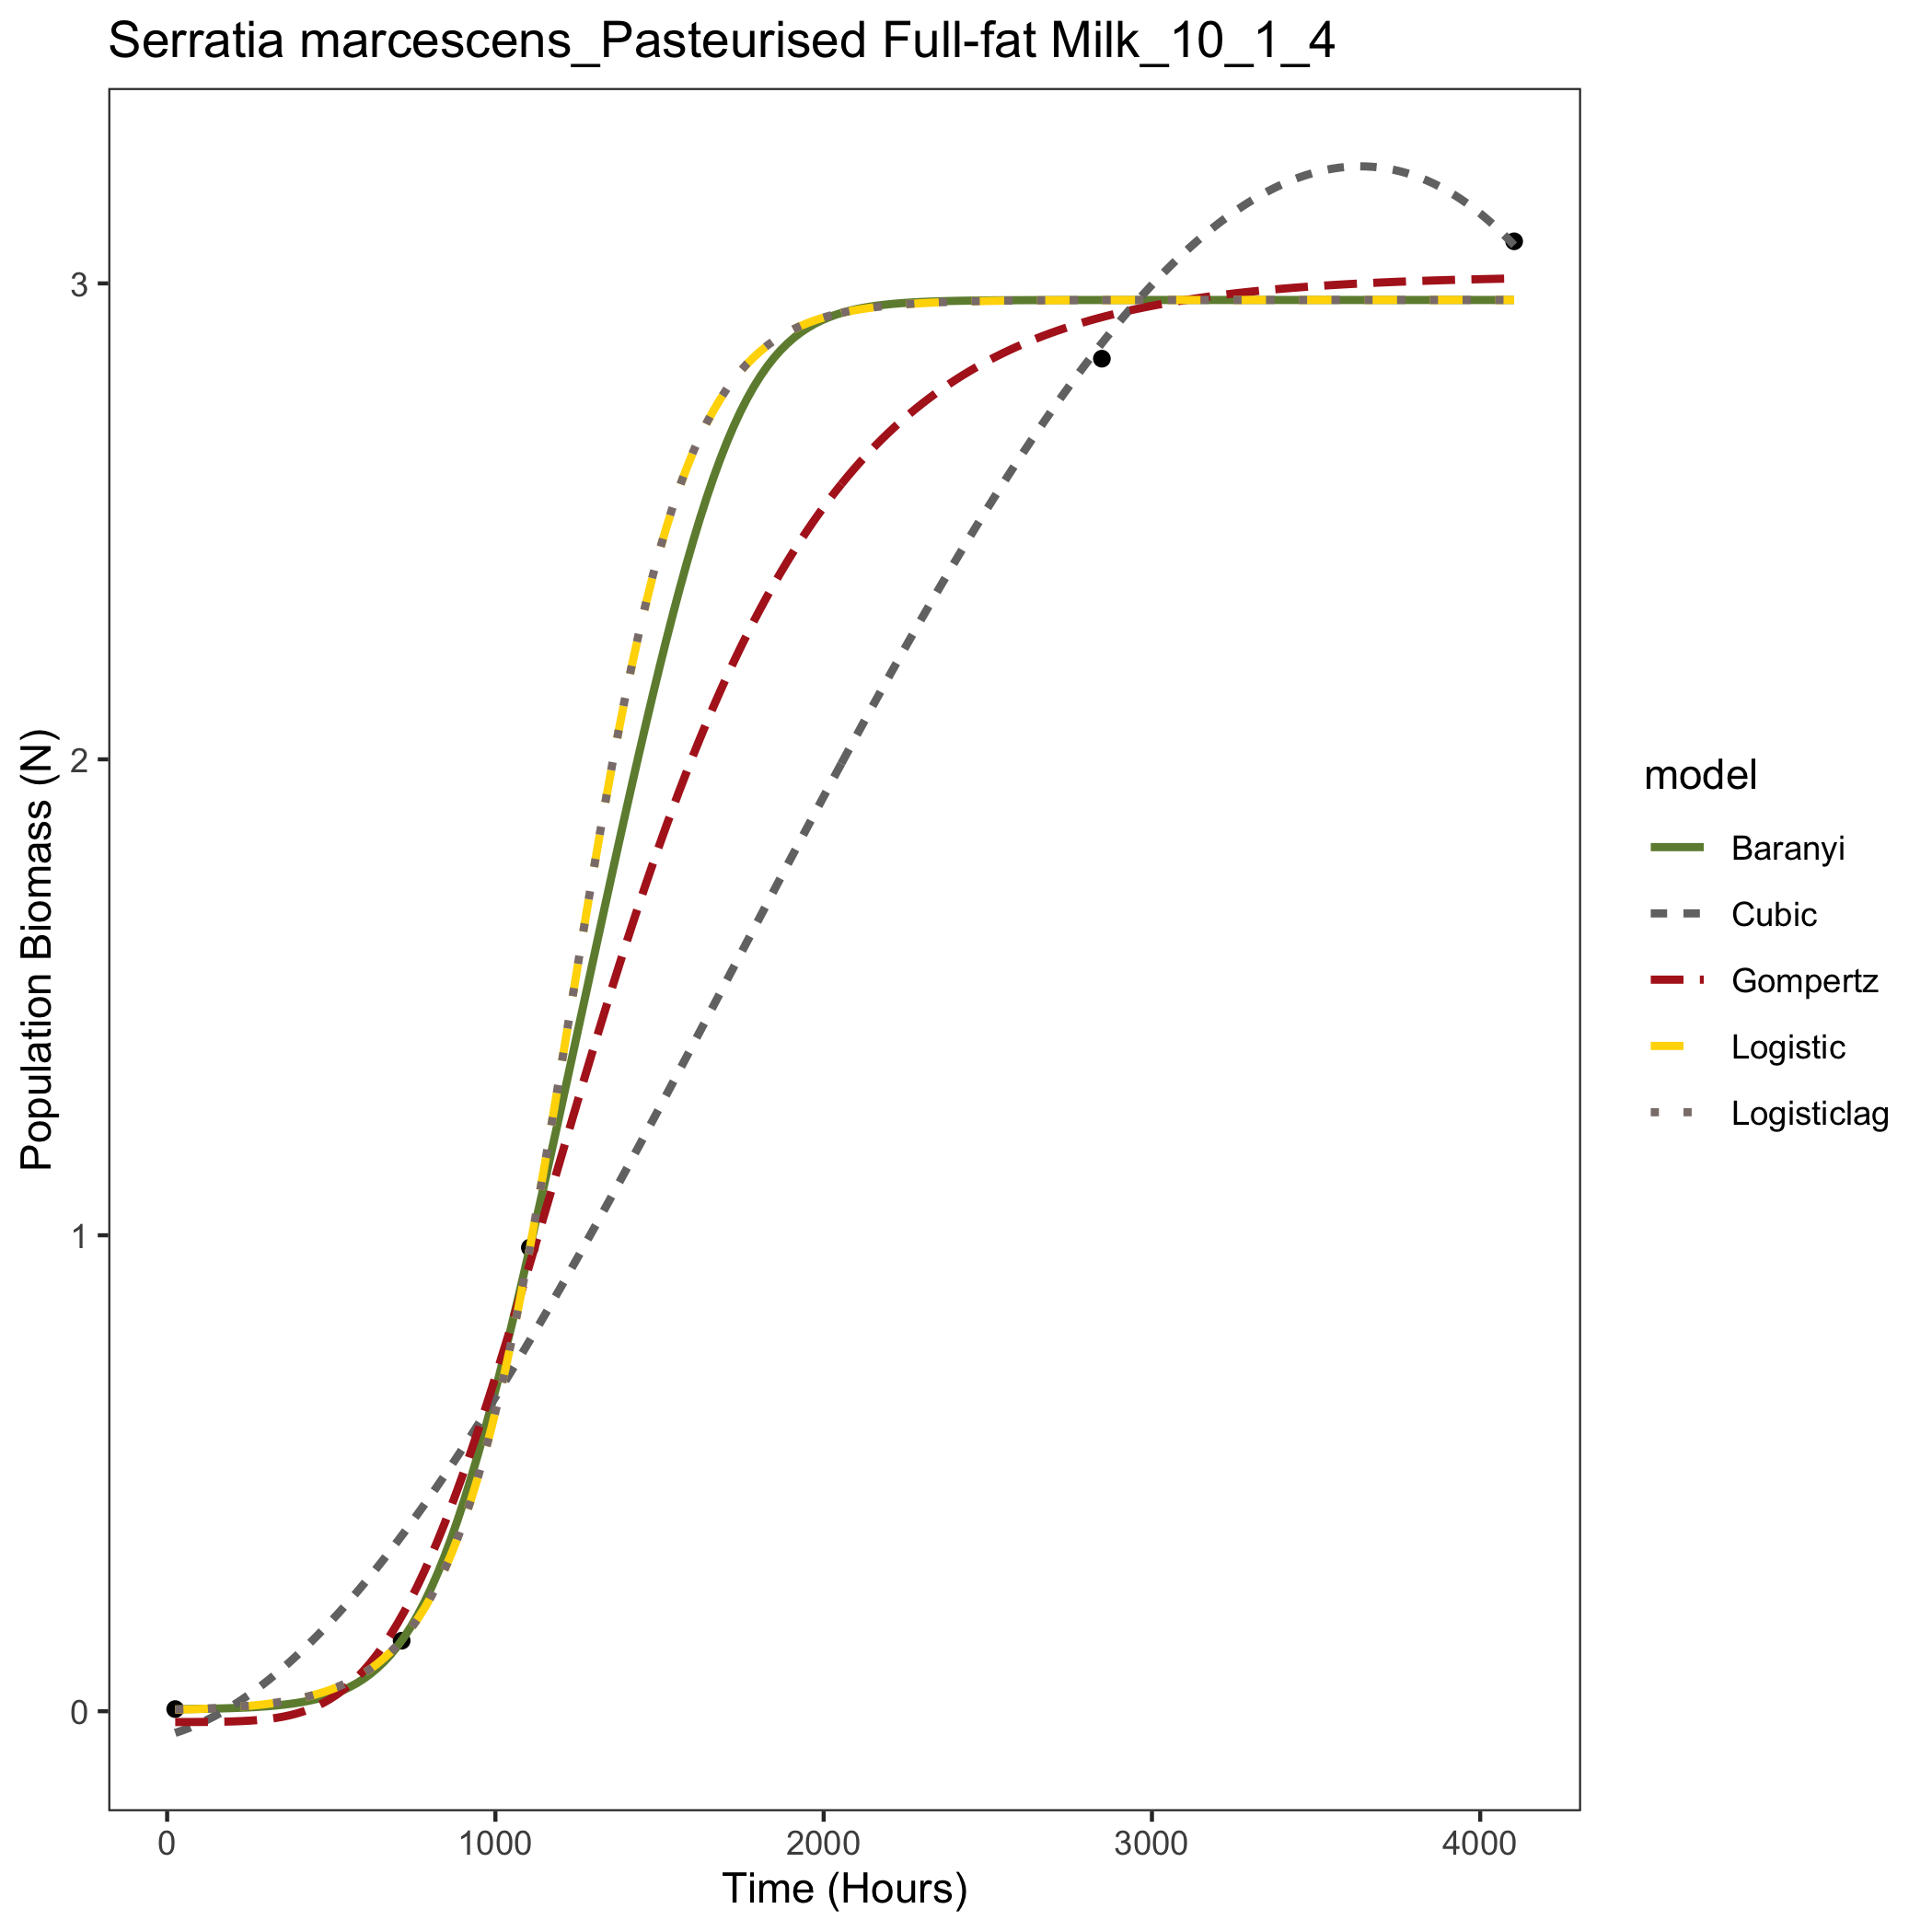 Serratia marcescens_Pasteurised Full-fat Milk_10_1_4
3
2
1
0
Population Biomass (N)
0 1000 2000 3000 4000
Time (Hours)
model
Baranyi
Cubic
Gompertz
Logistic
Logisticlag